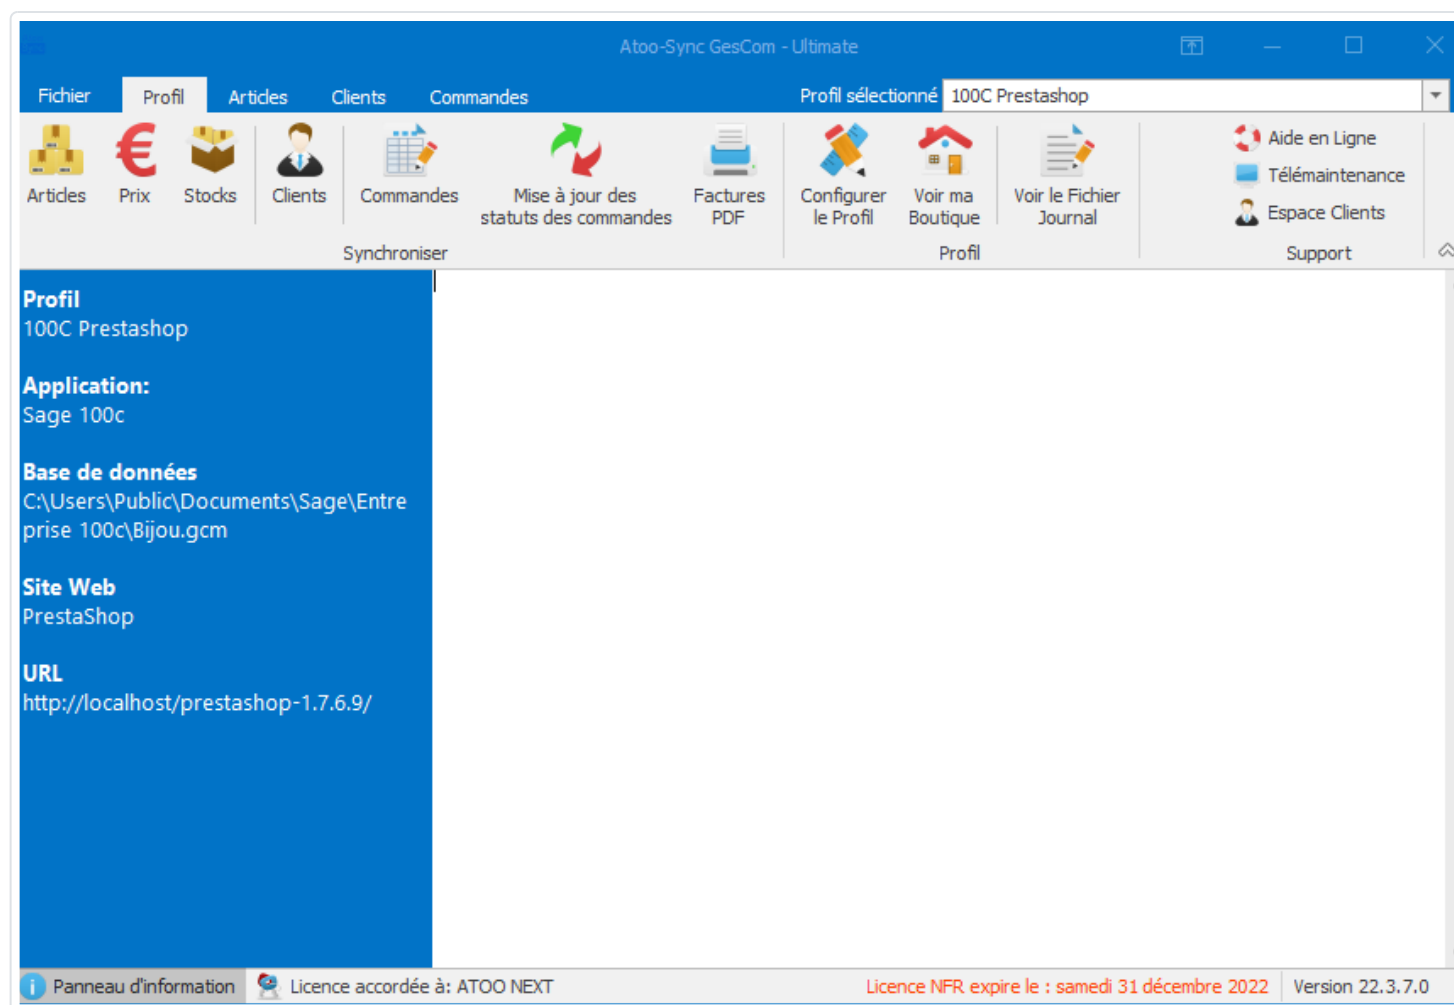 Atoo-Sync GesCom - Ultimate
Fichier Profil Articles Clients Commandes Profil sélectionné 100C Prestashop
Articles Prix Stocks Clients Commandes Mise à jour des statuts des commandes Factures PDF Configurer le Profil Voir ma Boutique Voir le Fichier Journal
Aide en Ligne
Télémaintenance
Espace Clients
Synchroniser Profil Support
Profil
100C Prestashop
Application:
Sage 100c
Base de données
C:\Users\Public\Documents\Sage\Entre
prise 100c\Bijou.gcm
Site Web
PrestaShop
URL
http://localhost/prestashop-1.7.6.9/
Panneau d'information Licence accordée à: ATOO NEXT Licence NFR expire le : samedi 31 décembre 2022 Version 22.3.7.0